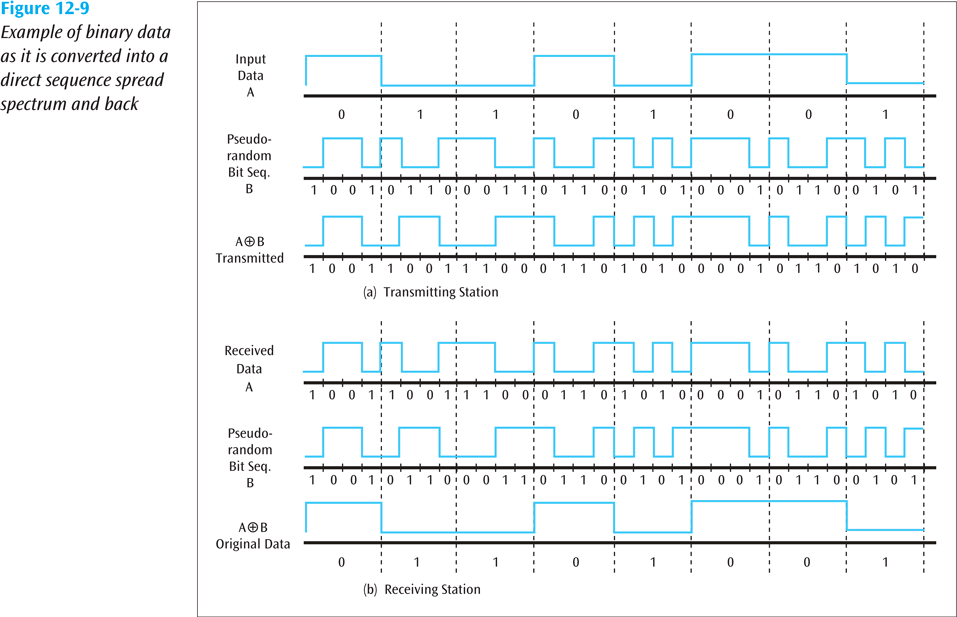 Figure 12-9
Example of binary data
as it is converted into a
direct sequence spread
spectrum and back
Input
Data
A
0 1 1 0 1 0 0 1
Pseudo-
random
Bit Seq.
B
1 0 0 1 0 1 1 0 0 0 1 1 0 1 1 0 0 1 0 1 0 0 0 1 0 1 1 0 0 1 0 1
A⊕B
Transmitted
1 0 0 1 1 0 0 1 1 1 0 0 0 1 1 0 1 0 1 0 0 0 0 1 0 1 1 0 1 0 1 0
(a) Transmitting Station
Received
Data
A
1 0 0 1 1 0 0 1 1 1 0 0 0 1 1 0 1 0 1 0 0 0 0 1 0 1 1 0 1 0 1 0
Pseudo-
random
Bit Seq.
B
1 0 0 1 0 1 1 0 0 0 1 1 0 1 1 0 0 1 0 1 0 0 0 1 0 1 1 0 0 1 0 1
A⊕B
Original Data
0 1 1 0 1 0 0 1
(b) Receiving Station